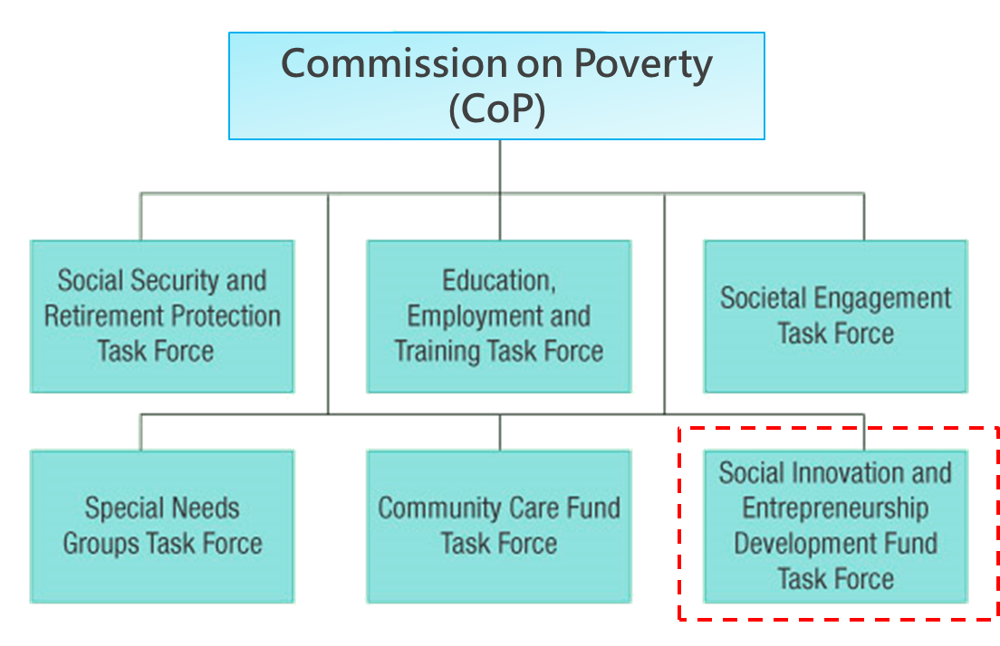 Commission on Poverty
(CoP)
Social Security and
Retirement Protection
Task Force
Education,
Employment and
Training Task Force
Societal Engagement
Task Force
Special Needs
Groups Task Force
Community Care Fund
Task Force
Social Innovation and
Entrepreneurship
Development Fund
Task Force